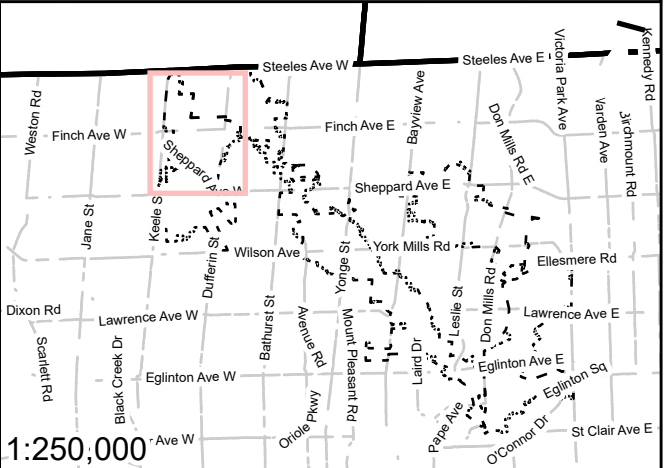 Steeles Ave W
Steeles Ave E
Victoria Park Ave
Kennedy Rd
Weston Rd
Finch Ave W
Finch Ave E
Bayview Ave
Don Mills Rd E
Warden Ave
Birchmount Rd
Sheppard Ave W
Sheppard Ave E
Jane St
Keele S
Dufferin St
Wilson Ave
Yonge St
York Mills Rd
Ellesmere Rd
Dixon Rd
Lawrence Ave W
Bathurst St
Avenue Rd
Mount Pleasant Rd
Leslie St
Don Mills Rd
Lawrence Ave E
Scarlett Rd
Black Creek Dr
Laird Dr
Eglinton Ave W
Eglinton Ave E
Eglinton Sq
Oriole Pkwy
Pape Ave
O'Connor Dr
St Clair Ave E
Ave W
1:250,000